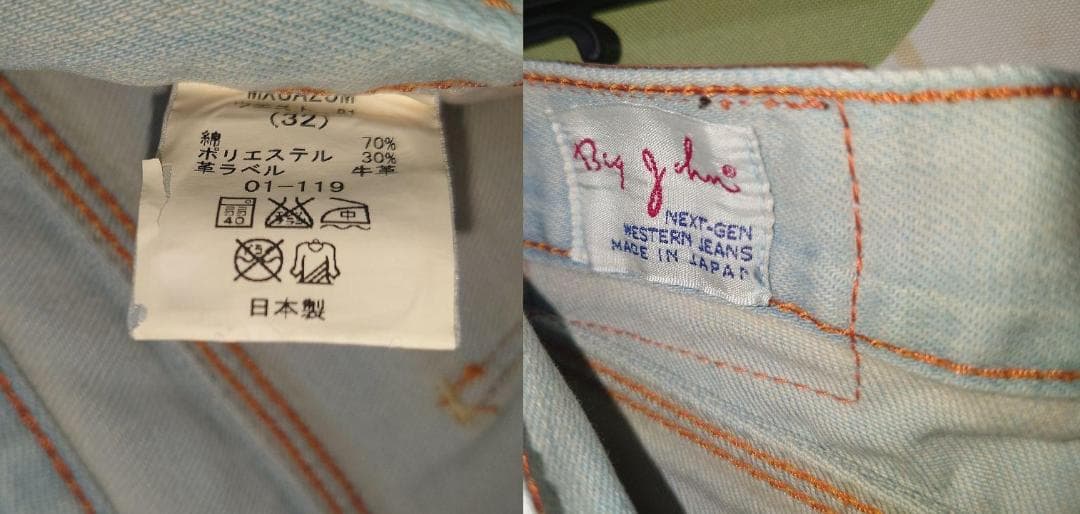 (32)
綿 70%
ポリエステル 30%
革ラベル 牛革
01-119
40
中
日本製
Big John®
NEXT-GEN
WESTERN JEANS
MADE IN JAPAN